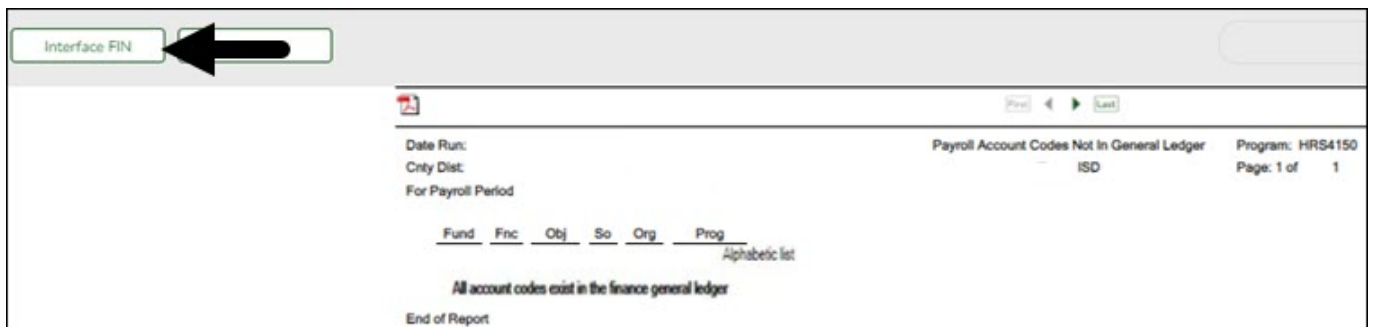 Interface FIN
First Last
Date Run: Payroll Account Codes Not In General Ledger Program: HRS4150
Cnty Dist: ISD Page: 1 of 1
For Payroll Period
Fund Fnc Obj So Org Prog
Alphabetic list
All account codes exist in the finance general ledger
End of Report